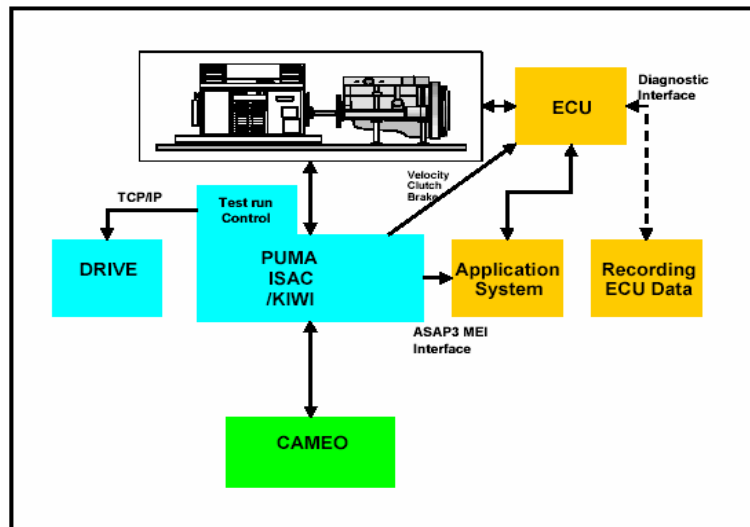 ECU
Diagnostic
Interface
Velocity
Clutch
Brake
TCP/IP
Test run
Control
DRIVE
PUMA
ISAC
/KIWI
Application
System
Recording
ECU Data
ASAP3 MEI
Interface
CAMEO